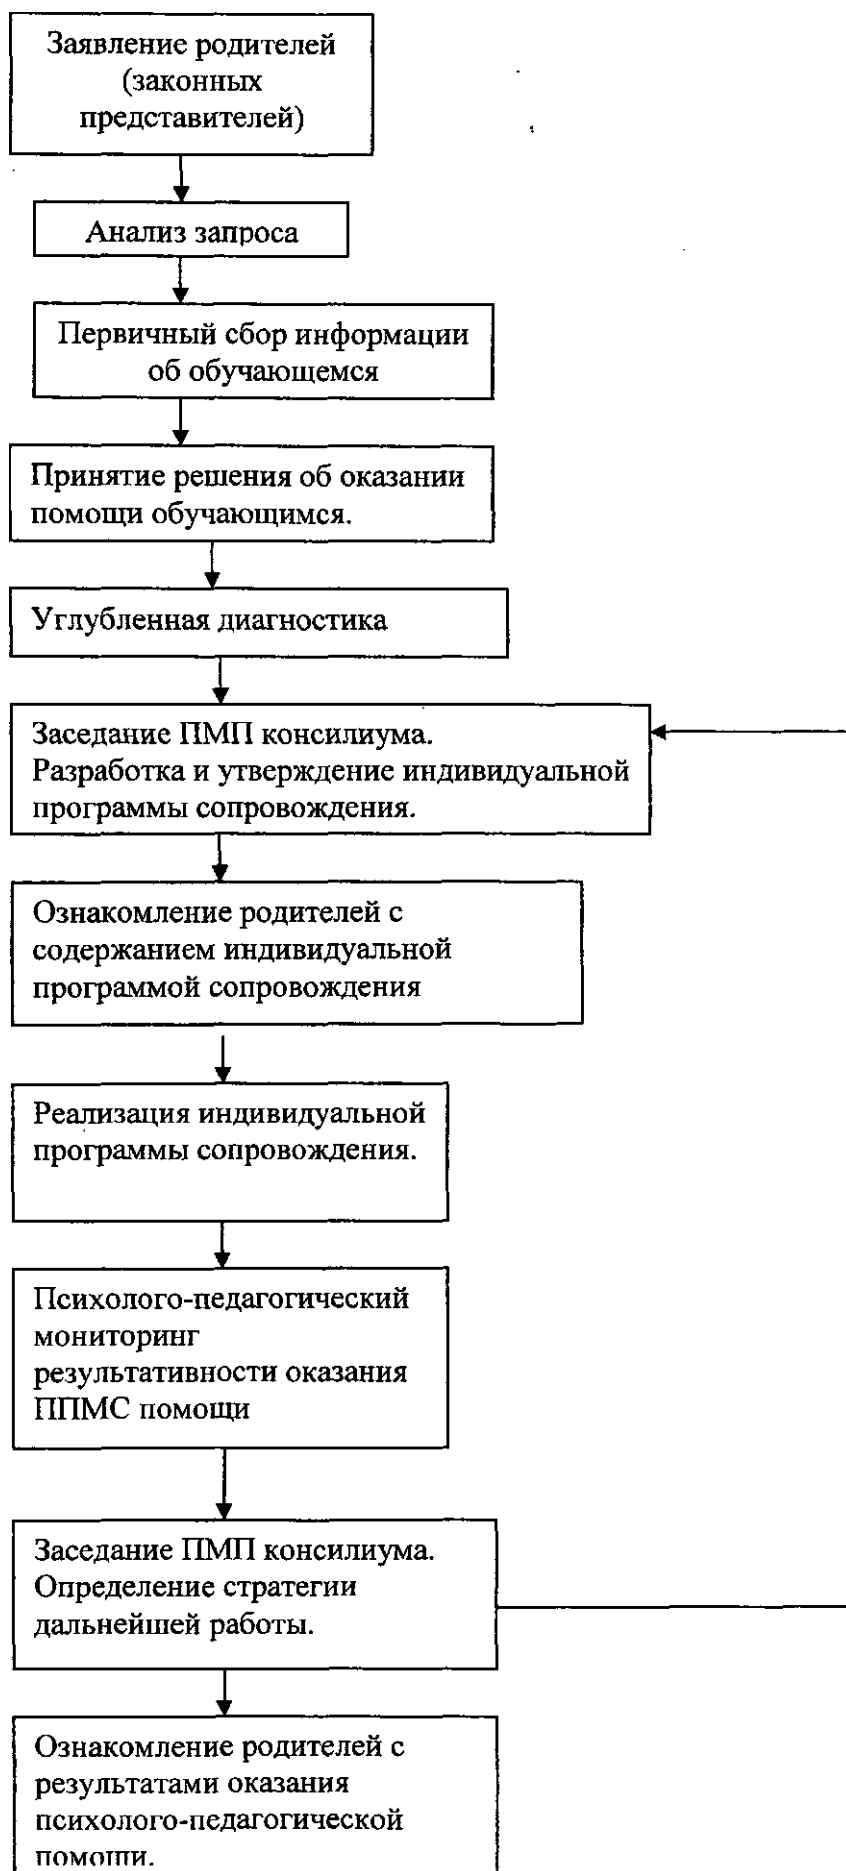 Заявление родителей
(законных
представителей)
Анализ запроса
Первичный сбор информации
об обучающемся
Принятие решения об оказании
помощи обучающимся.
Углубленная диагностика
Заседание ПМП консилиума.
Разработка и утверждение индивидуальной
программы сопровождения.
Ознакомление родителей с
содержанием индивидуальной
программой сопровождения
Реализация индивидуальной
программы сопровождения.
Психолого-педагогический
мониторинг
результативности оказания
ППМС помощи
Заседание ПМП консилиума.
Определение стратегии
дальнейшей работы.
Ознакомление родителей с
результатами оказания
психолого-педагогической
помощи.